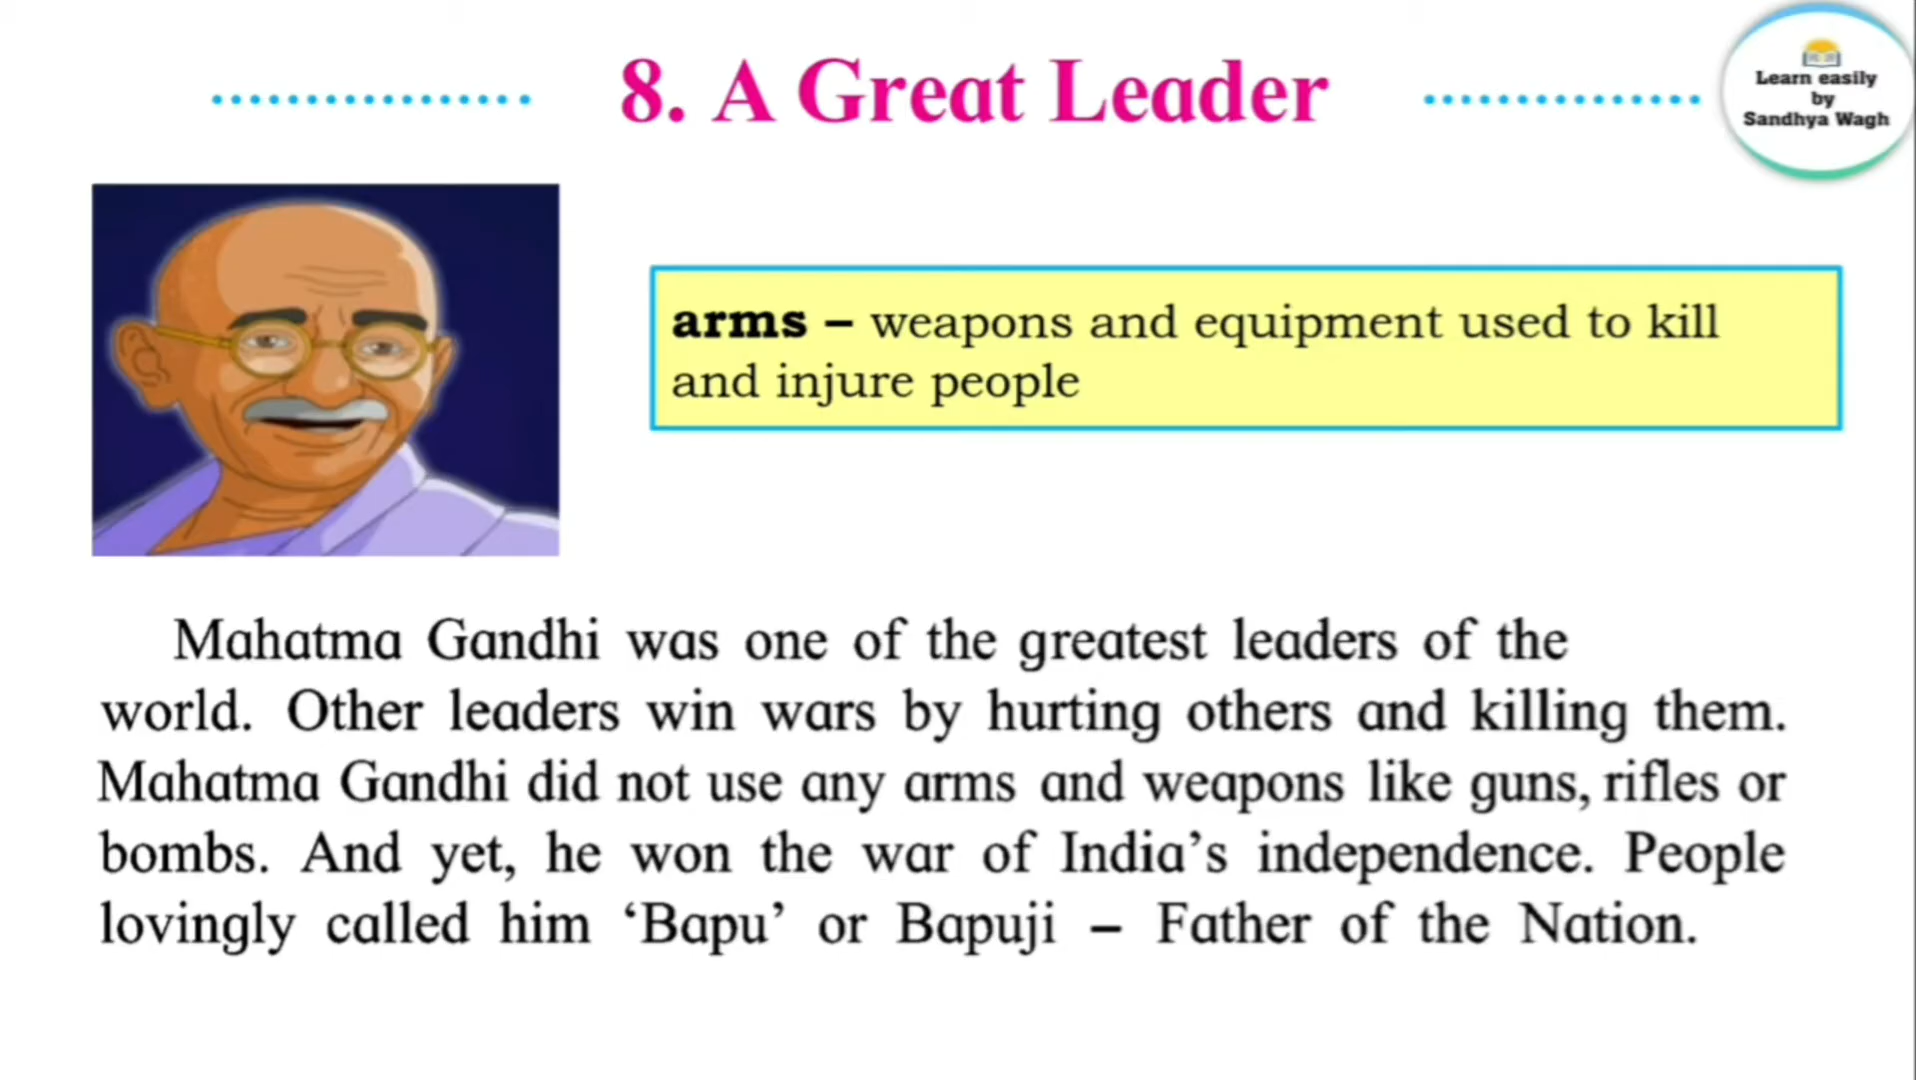 8. A Great Leader
Learn easily
by
Sandhya Wagh
arms – weapons and equipment used to kill
and injure people
Mahatma Gandhi was one of the greatest leaders of the
world. Other leaders win wars by hurting others and killing them.
Mahatma Gandhi did not use any arms and weapons like guns, rifles or
bombs. And yet, he won the war of India’s independence. People
lovingly called him ‘Bapu’ or Bapuji – Father of the Nation.